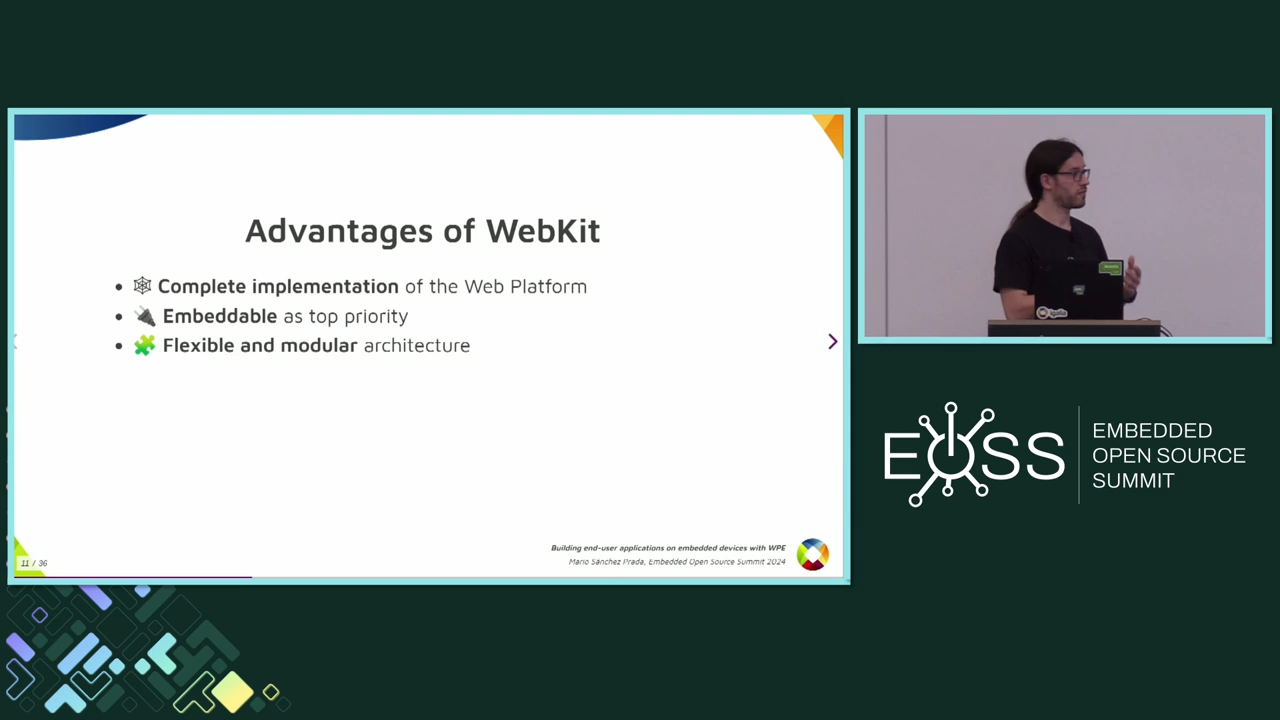 Advantages of WebKit
🕸 Complete implementation of the Web Platform
🔌 Embeddable as top priority
🧩 Flexible and modular architecture
Building end-user applications on embedded devices with WPE
Mario Sánchez Prada, Embedded Open Source Summit 2024
11 / 36
igalia
EOSS
EMBEDDED
OPEN SOURCE
SUMMIT